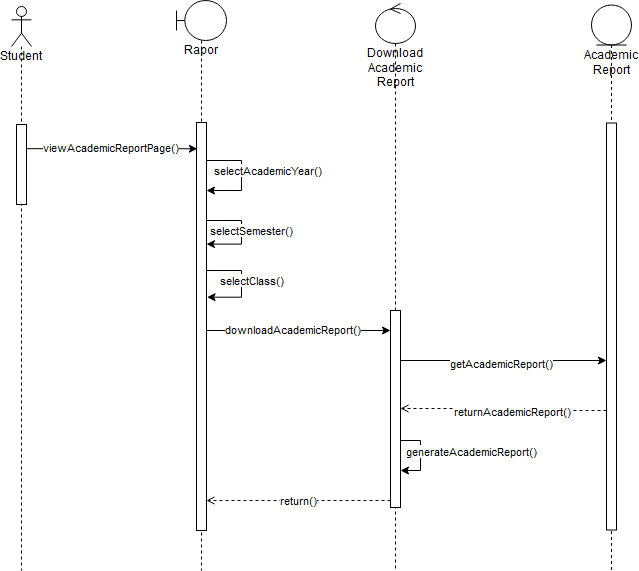 Student
Rapor
Download
Academic
Report
Academic
Report
viewAcademicReportPage()
selectAcademicYear()
selectSemester()
selectClass()
downloadAcademicReport()
getAcademicReport()
returnAcademicReport()
generateAcademicReport()
return()